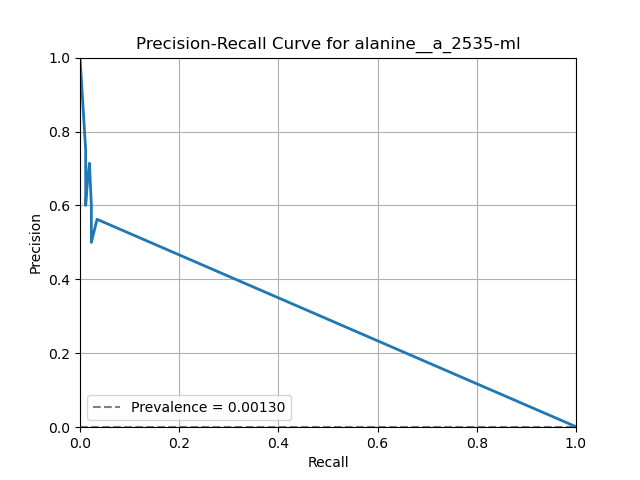 Precision-Recall Curve for alanine__a_2535-ml
1.0
0.8
0.6
0.4
0.2
0.0
Precision
Prevalence = 0.00130
0.0 0.2 0.4 0.6 0.8 1.0
Recall